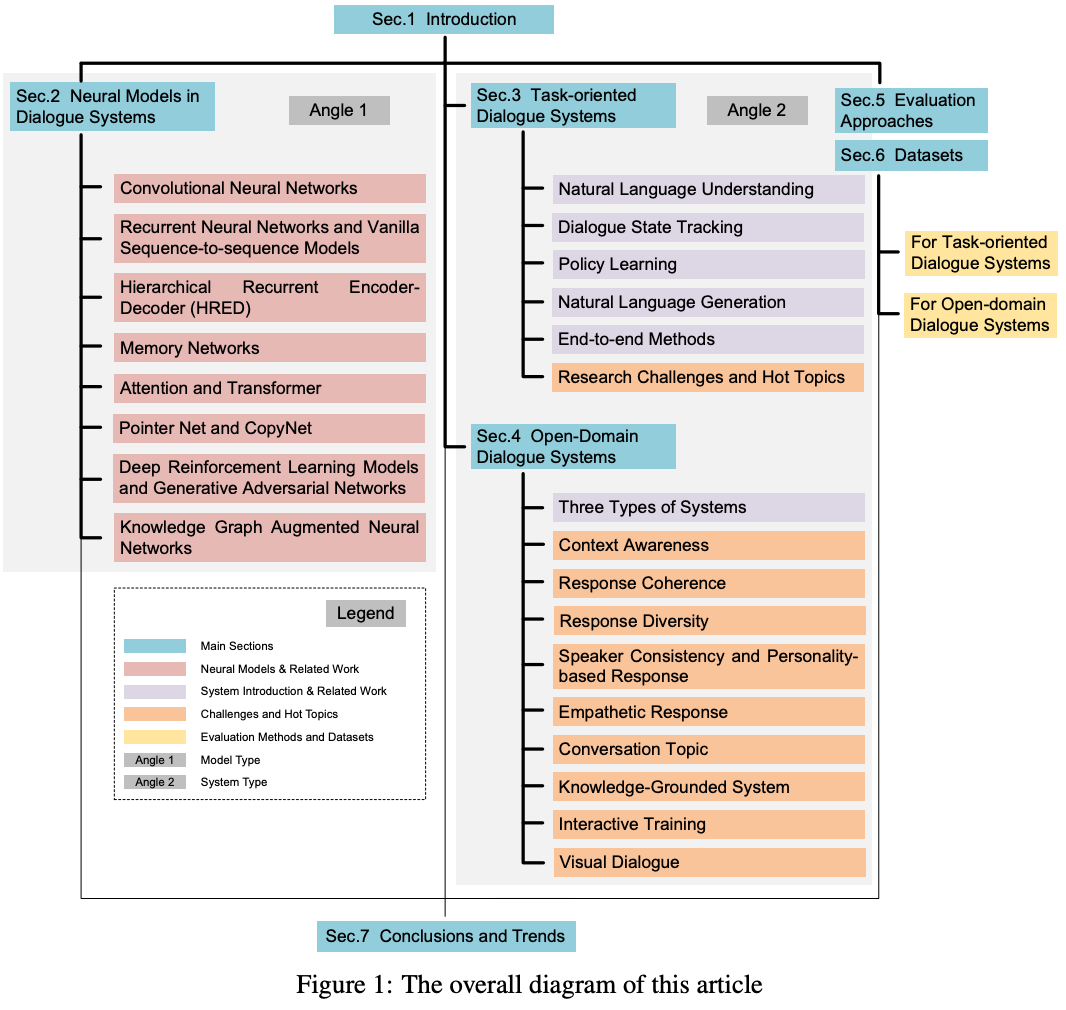 Sec.1 Introduction
Sec.2 Neural Models in
Dialogue Systems
Angle 1
Convolutional Neural Networks
Recurrent Neural Networks and Vanilla
Sequence-to-sequence Models
Hierarchical Recurrent Encoder-
Decoder (HRED)
Memory Networks
Attention and Transformer
Pointer Net and CopyNet
Deep Reinforcement Learning Models
and Generative Adversarial Networks
Knowledge Graph Augmented Neural
Networks
Sec.3 Task-oriented
Dialogue Systems
Angle 2
Natural Language Understanding
Dialogue State Tracking
Policy Learning
Natural Language Generation
End-to-end Methods
Research Challenges and Hot Topics
Sec.4 Open-Domain
Dialogue Systems
Three Types of Systems
Context Awareness
Response Coherence
Response Diversity
Speaker Consistency and Personality-
based Response
Empathetic Response
Conversation Topic
Knowledge-Grounded System
Interactive Training
Visual Dialogue
Sec.5 Evaluation
Approaches
Sec.6 Datasets
For Task-oriented
Dialogue Systems
For Open-domain
Dialogue Systems
Legend
Main Sections
Neural Models & Related Work
System Introduction & Related Work
Challenges and Hot Topics
Evaluation Methods and Datasets
Angle 1 Model Type
Angle 2 System Type
Sec.7 Conclusions and Trends
Figure 1: The overall diagram of this article